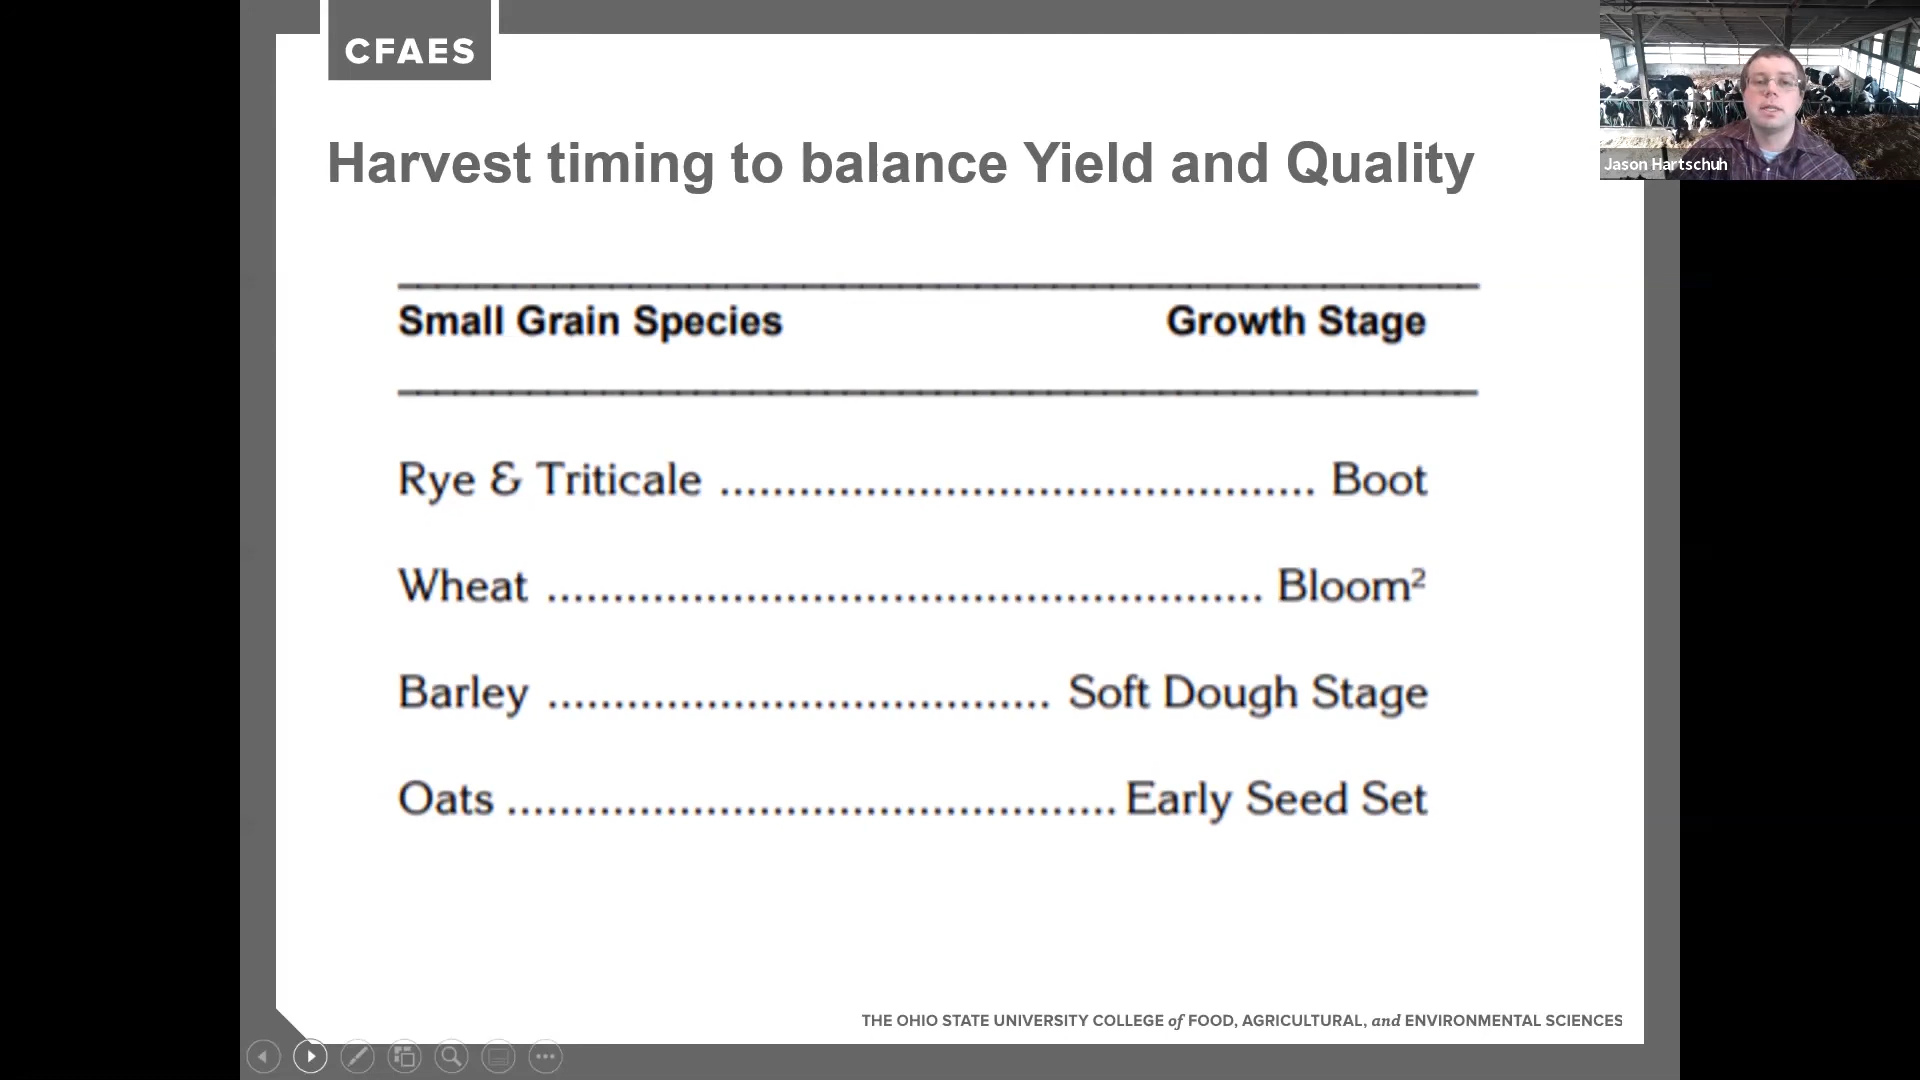 CFAES
Jason Hartschuh
Harvest timing to balance Yield and Quality
Small Grain Species Growth Stage
Rye & Triticale ............................................. Boot
Wheat ...................................................... Bloom²
Barley ...................................... Soft Dough Stage
Oats .............................................. Early Seed Set
THE OHIO STATE UNIVERSITY COLLEGE of FOOD, AGRICULTURAL, and ENVIRONMENTAL SCIENCES